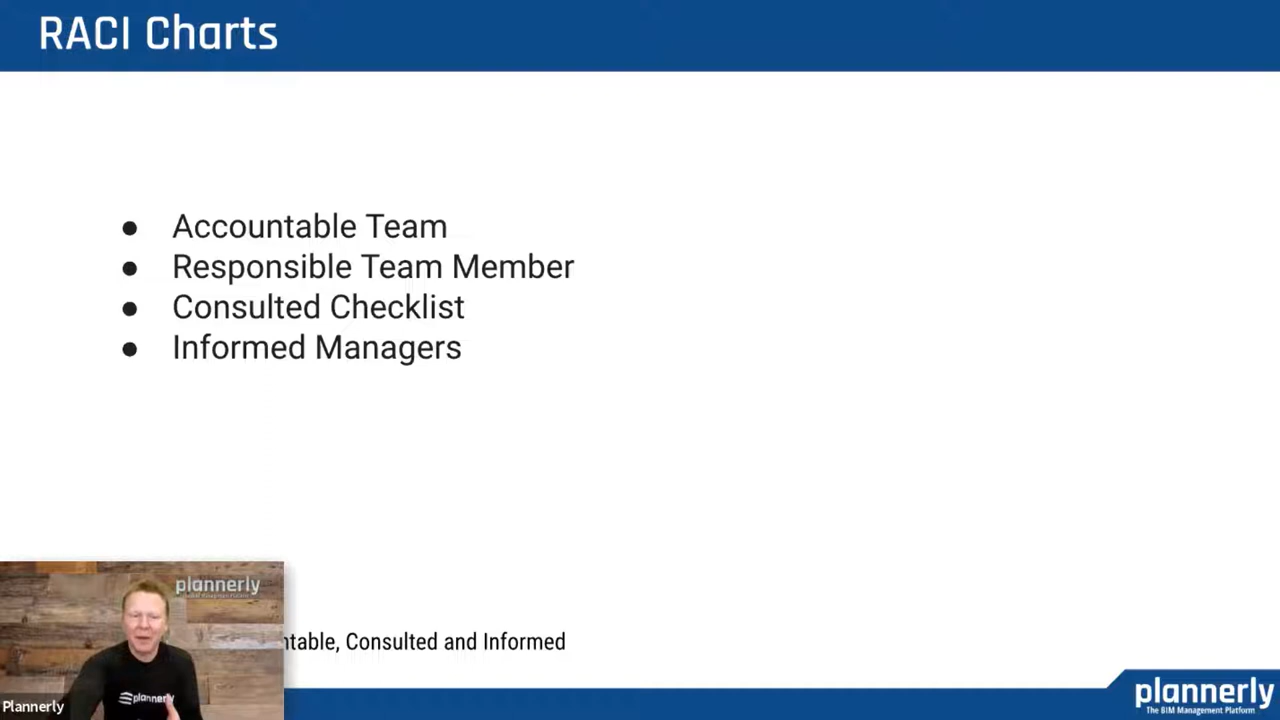 RACI Charts
● Accountable Team
● Responsible Team Member
● Consulted Checklist
● Informed Managers
plannerly
ntable, Consulted and Informed
plannerly
Plannerly
plannerly
The BIM Management Platform